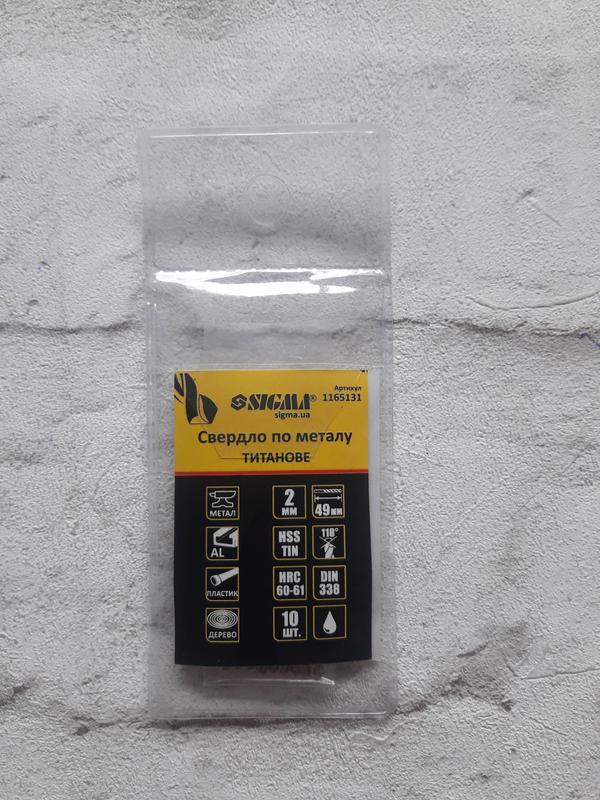 Артикул
SIGMA® 1165131
sigma.ua
Свердло по металу
ТИТАНОВЕ
МЕТАЛ
2 ММ
49ММ
AL
HSS TIN
118°
ПЛАСТИК
HRC 60-61
DIN 338
ДЕРЕВО
10 ШТ.